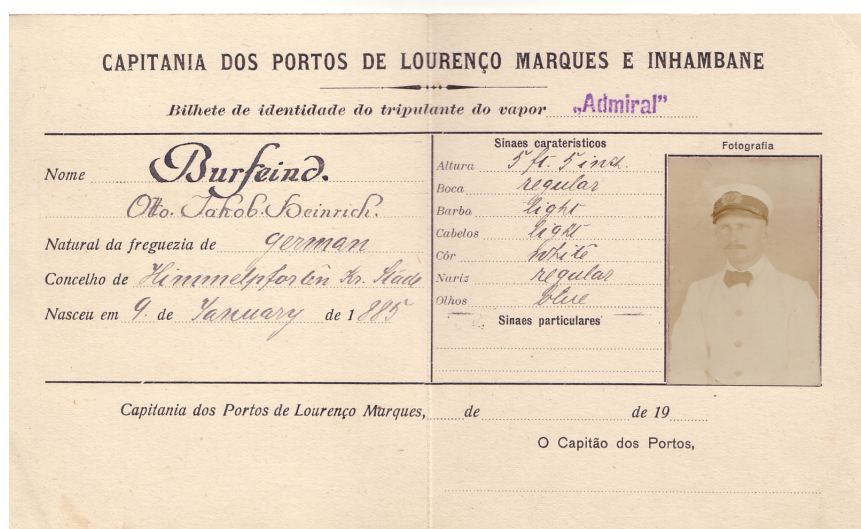 CAPITANIA DOS PORTOS DE LOURENÇO MARQUES E INHAMBANE
Bilhete de identidade do tripulante do vapor „Admiral”
Nome Burfeind.
Otto. Jakob. Heinrich.
Natural da freguezia de german
Concelho de Himmelpforten Kr. Stade
Nasceu em 9. de January de 1885
Sinaes carateristicos
Altura 5 ft. 5 inch.
Boca regular
Barba light
Cabelos light
Côr white
Nariz regular
Olhos blue
Sinaes particulares
Fotografia
Capitania dos Portos de Lourenço Marques, de de 19
O Capitão dos Portos,